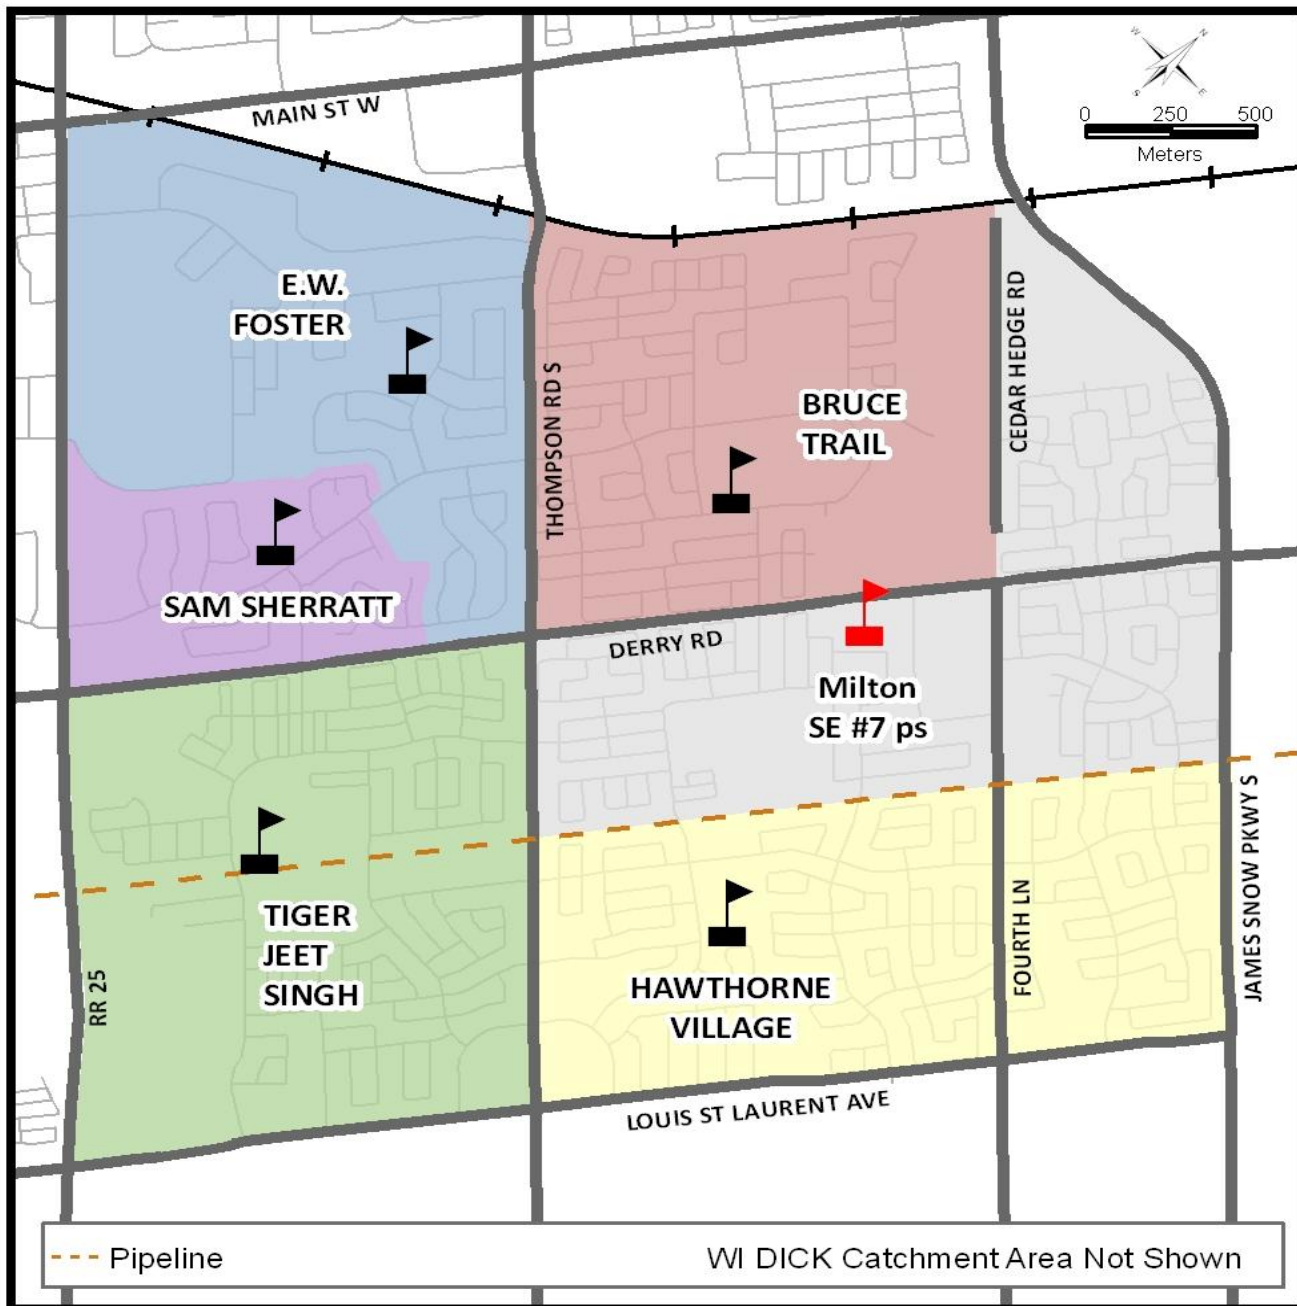 W N
S E
0 250 500
Meters
MAIN ST W
E.W.
FOSTER
THOMPSON RD S
BRUCE
TRAIL
CEDAR HEDGE RD
SAM SHERRATT
DERRY RD
Milton
SE #7 ps
TIGER
JEET
SINGH
RR 25
HAWTHORNE
VILLAGE
FOURTH LN
JAMES SNOW PKWY S
LOUIS ST LAURENT AVE
Pipeline
WI DICK Catchment Area Not Shown